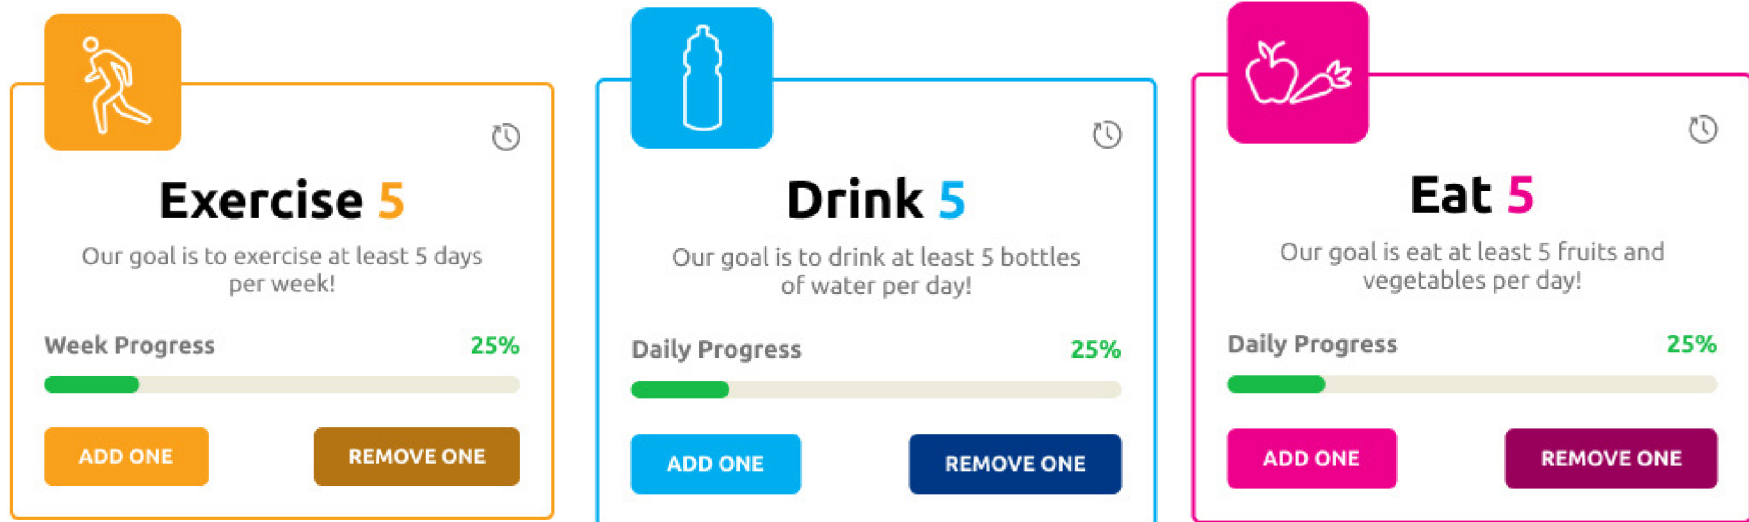 Exercise 5
Our goal is to exercise at least 5 days
per week!
Week Progress 25%
ADD ONE REMOVE ONE
Drink 5
Our goal is to drink at least 5 bottles
of water per day!
Daily Progress 25%
ADD ONE REMOVE ONE
Eat 5
Our goal is eat at least 5 fruits and
vegetables per day!
Daily Progress 25%
ADD ONE REMOVE ONE